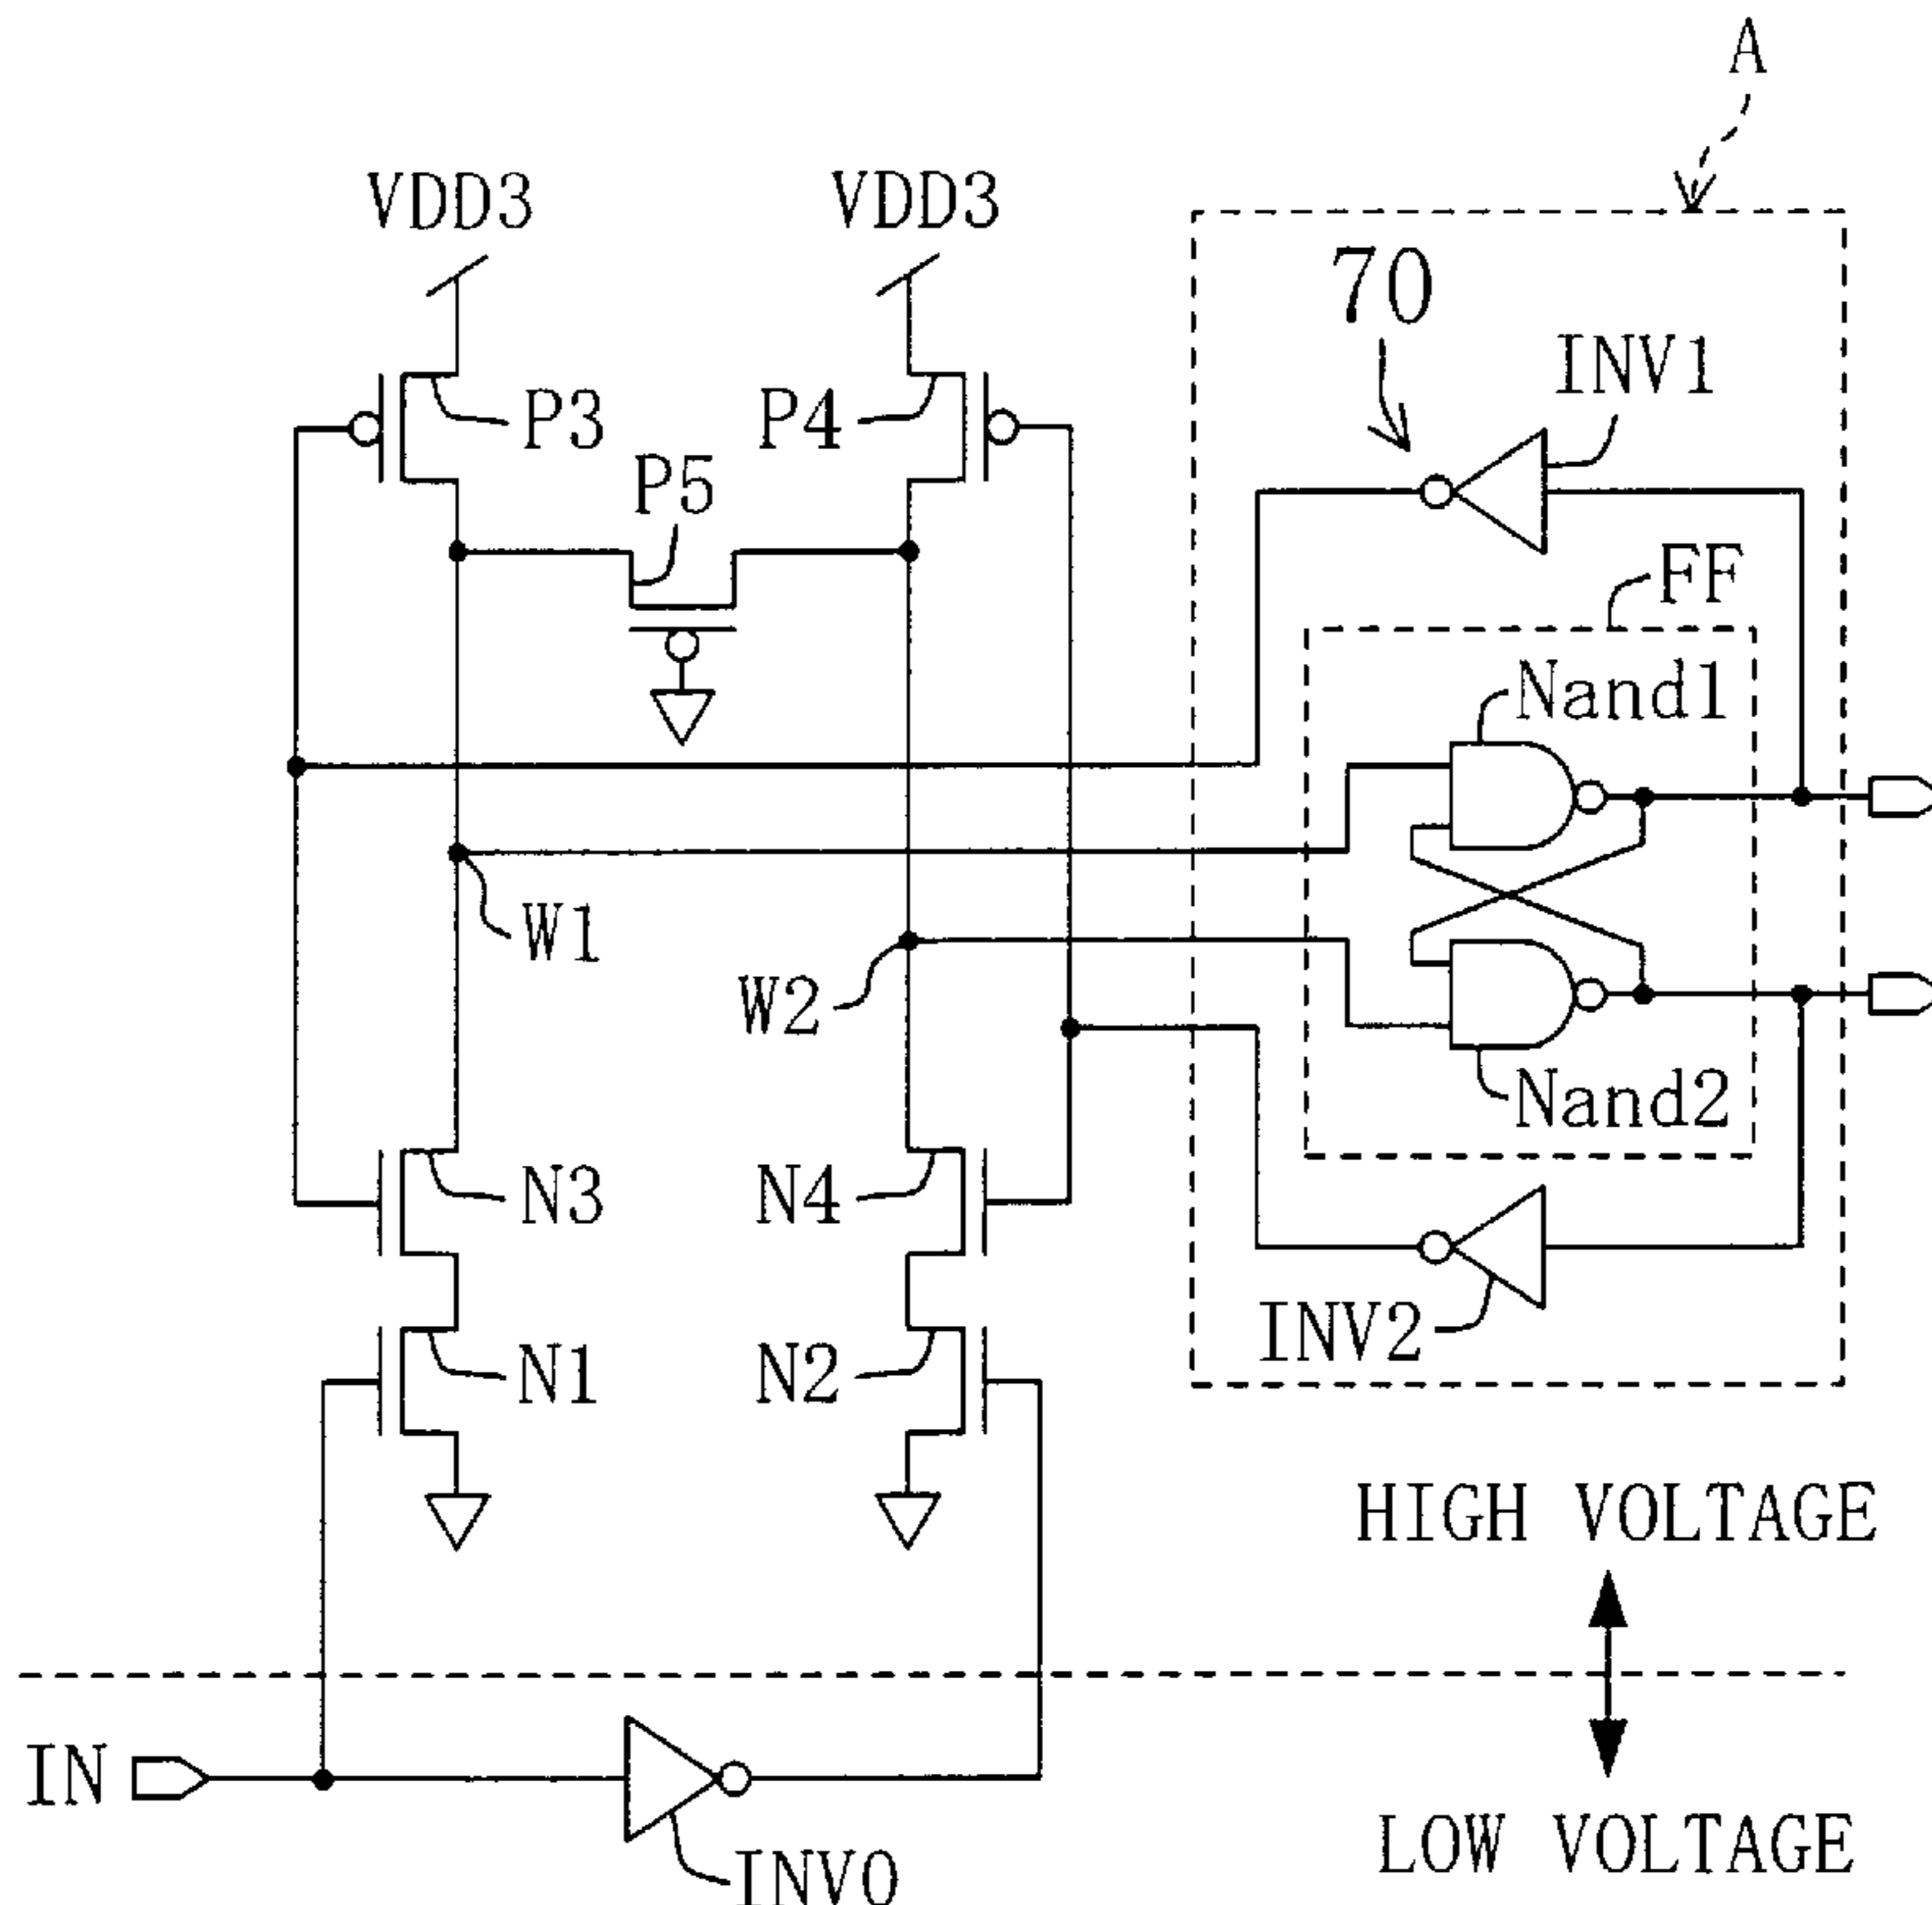 A
VDD3
VDD3
70
INV1
P3
P4
P5
FF
Nand1
W1
W2
Nand2
N3
N4
INV2
N1
N2
HIGH VOLTAGE
IN
LOW VOLTAGE
INV0